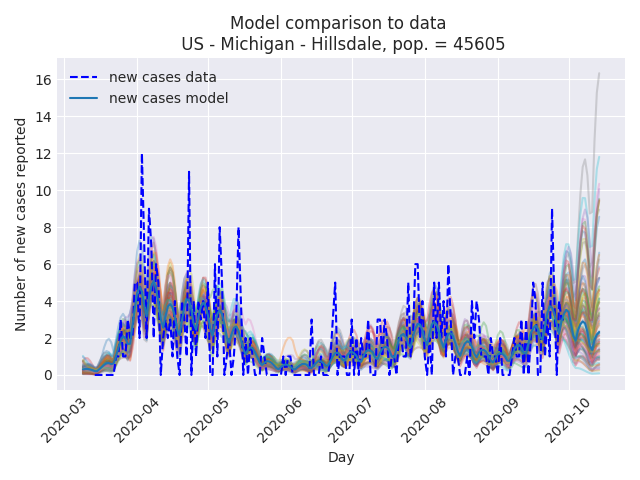 Model comparison to data
US - Michigan - Hillsdale, pop. = 45605
new cases data
new cases model
Number of new cases reported
16
14
12
10
8
6
4
2
0
2020-03
2020-04
2020-05
2020-06
2020-07
2020-08
2020-09
2020-10
Day